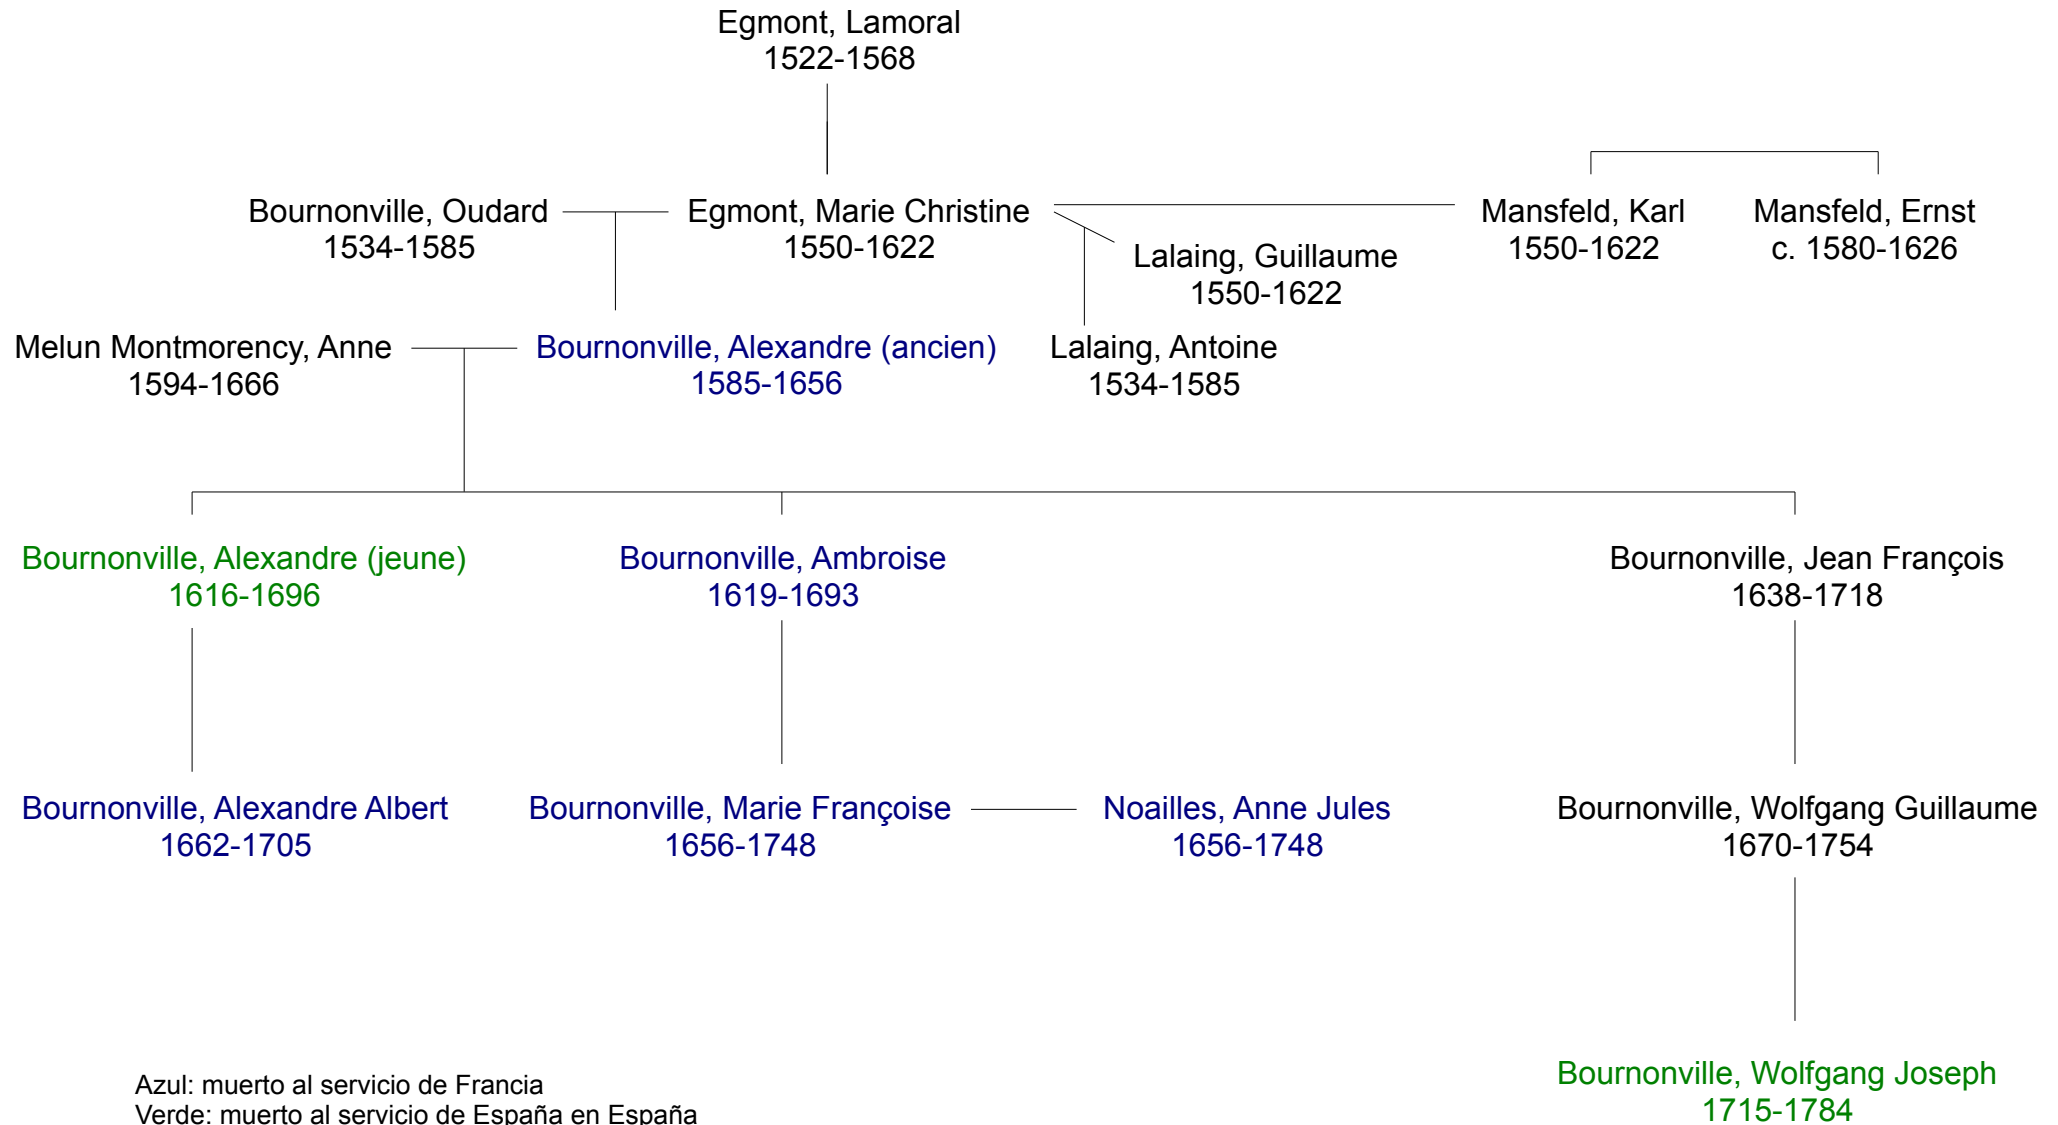 Egmont, Lamoral
1522-1568
Bournonville, Oudard
1534-1585
Egmont, Marie Christine
1550-1622
Mansfeld, Karl
1550-1622
Mansfeld, Ernst
c. 1580-1626
Lalaing, Guillaume
1550-1622
Melun Montmorency, Anne
1594-1666
Bournonville, Alexandre (ancien)
1585-1656
Lalaing, Antoine
1534-1585
Bournonville, Alexandre (jeune)
1616-1696
Bournonville, Ambroise
1619-1693
Bournonville, Jean François
1638-1718
Bournonville, Alexandre Albert
1662-1705
Bournonville, Marie Françoise
1656-1748
Noailles, Anne Jules
1656-1748
Bournonville, Wolfgang Guillaume
1670-1754
Bournonville, Wolfgang Joseph
1715-1784
Azul: muerto al servicio de Francia
Verde: muerto al servicio de España en España